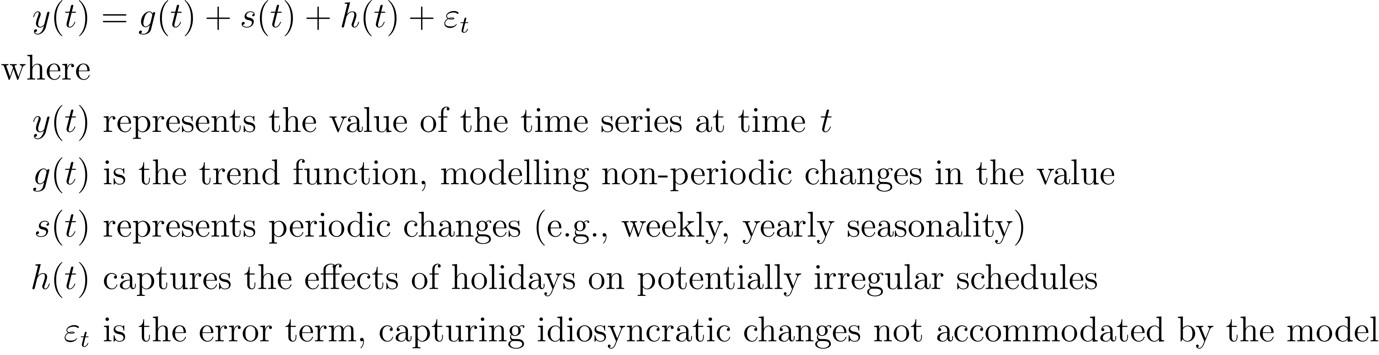 y(t) = g(t) + s(t) + h(t) + ε_t
where
y(t) represents the value of the time series at time t
g(t) is the trend function, modelling non-periodic changes in the value
s(t) represents periodic changes (e.g., weekly, yearly seasonality)
h(t) captures the effects of holidays on potentially irregular schedules
ε_t is the error term, capturing idiosyncratic changes not accommodated by the model